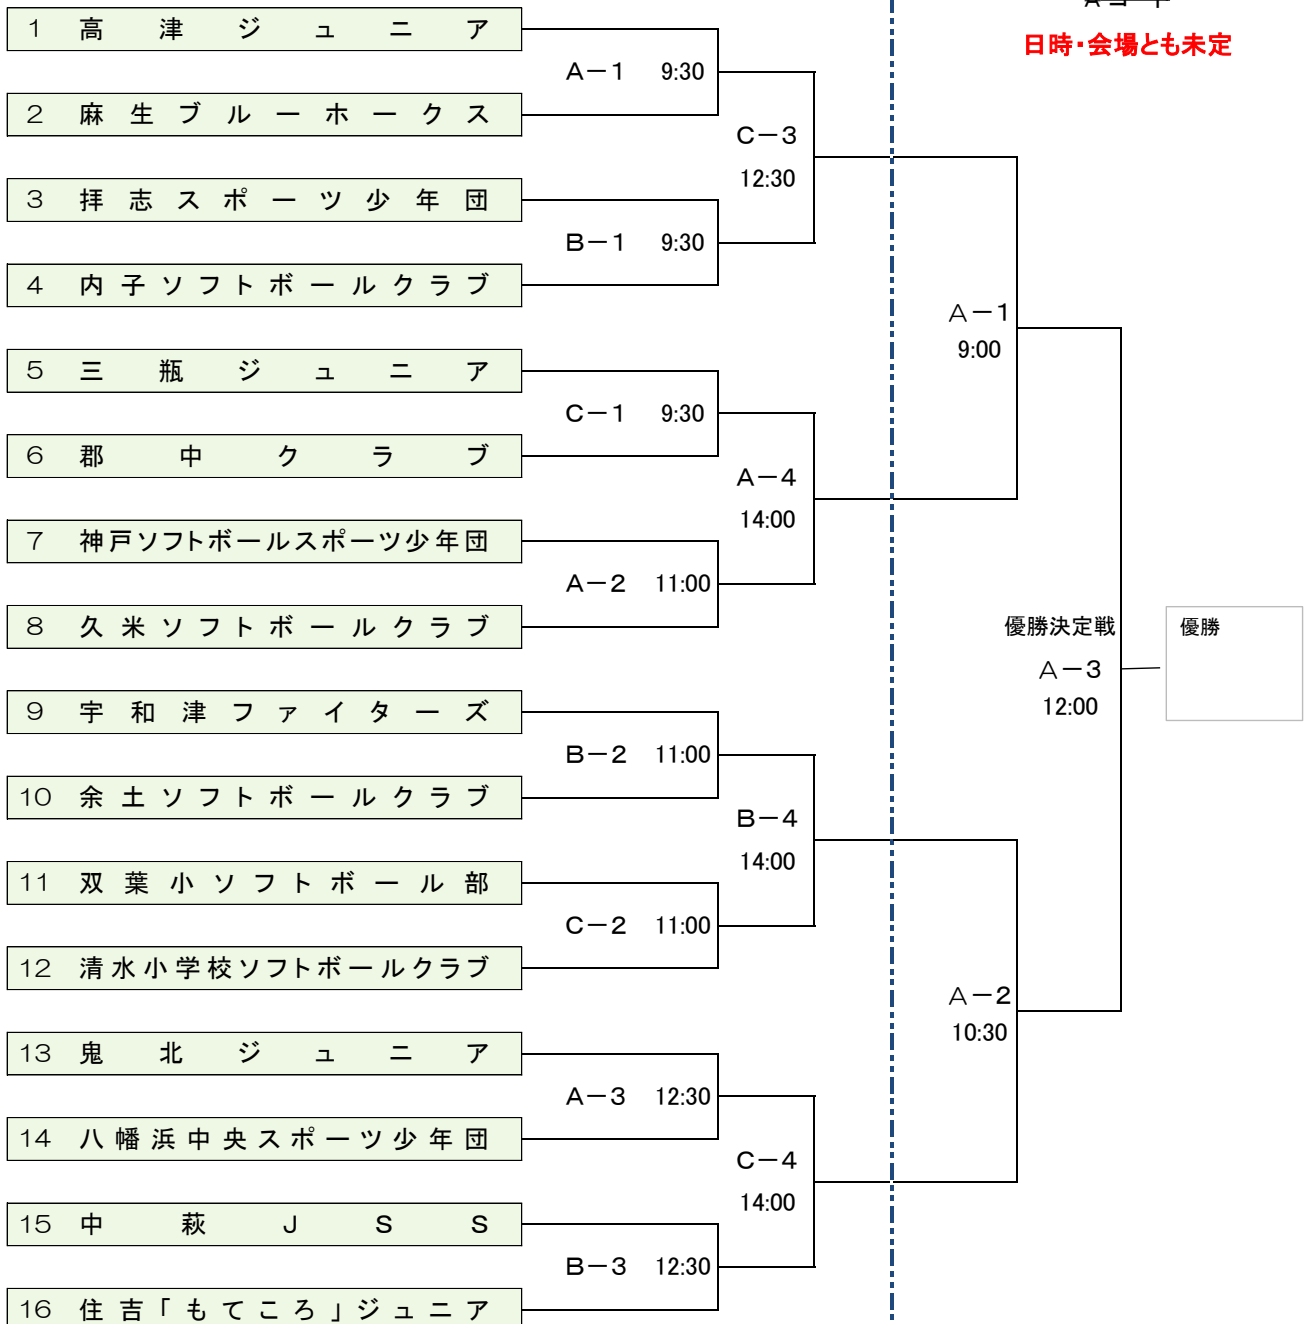 Aコート
日時・会場とも未定
1 高津ジュニア
A－1 9:30
2 麻生ブルーホークス
C－3
12:30
3 拝志スポーツ少年団
B－1 9:30
4 内子ソフトボールクラブ
A－1
9:00
5 三瓶ジュニア
C－1 9:30
6 郡中クラブ
A－4
14:00
7 神戸ソフトボールスポーツ少年団
A－2 11:00
8 久米ソフトボールクラブ
優勝決定戦
優勝
A－3
12:00
9 宇和津ファイターズ
B－2 11:00
10 余土ソフトボールクラブ
B－4
14:00
11 双葉小ソフトボール部
C－2 11:00
12 清水小学校ソフトボールクラブ
A－2
10:30
13 鬼北ジュニア
A－3 12:30
14 八幡浜中央スポーツ少年団
C－4
14:00
15 中萩JSS
B－3 12:30
16 住吉「もてころ」ジュニア